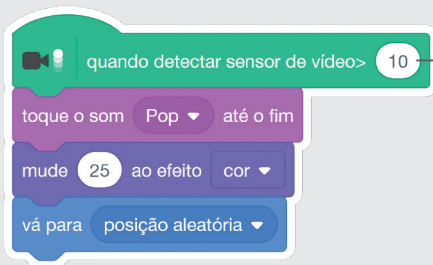 quando detectar sensor de vídeo> 10
toque o som Pop até o fim
mude 25 ao efeito cor
vá para posição aleatória